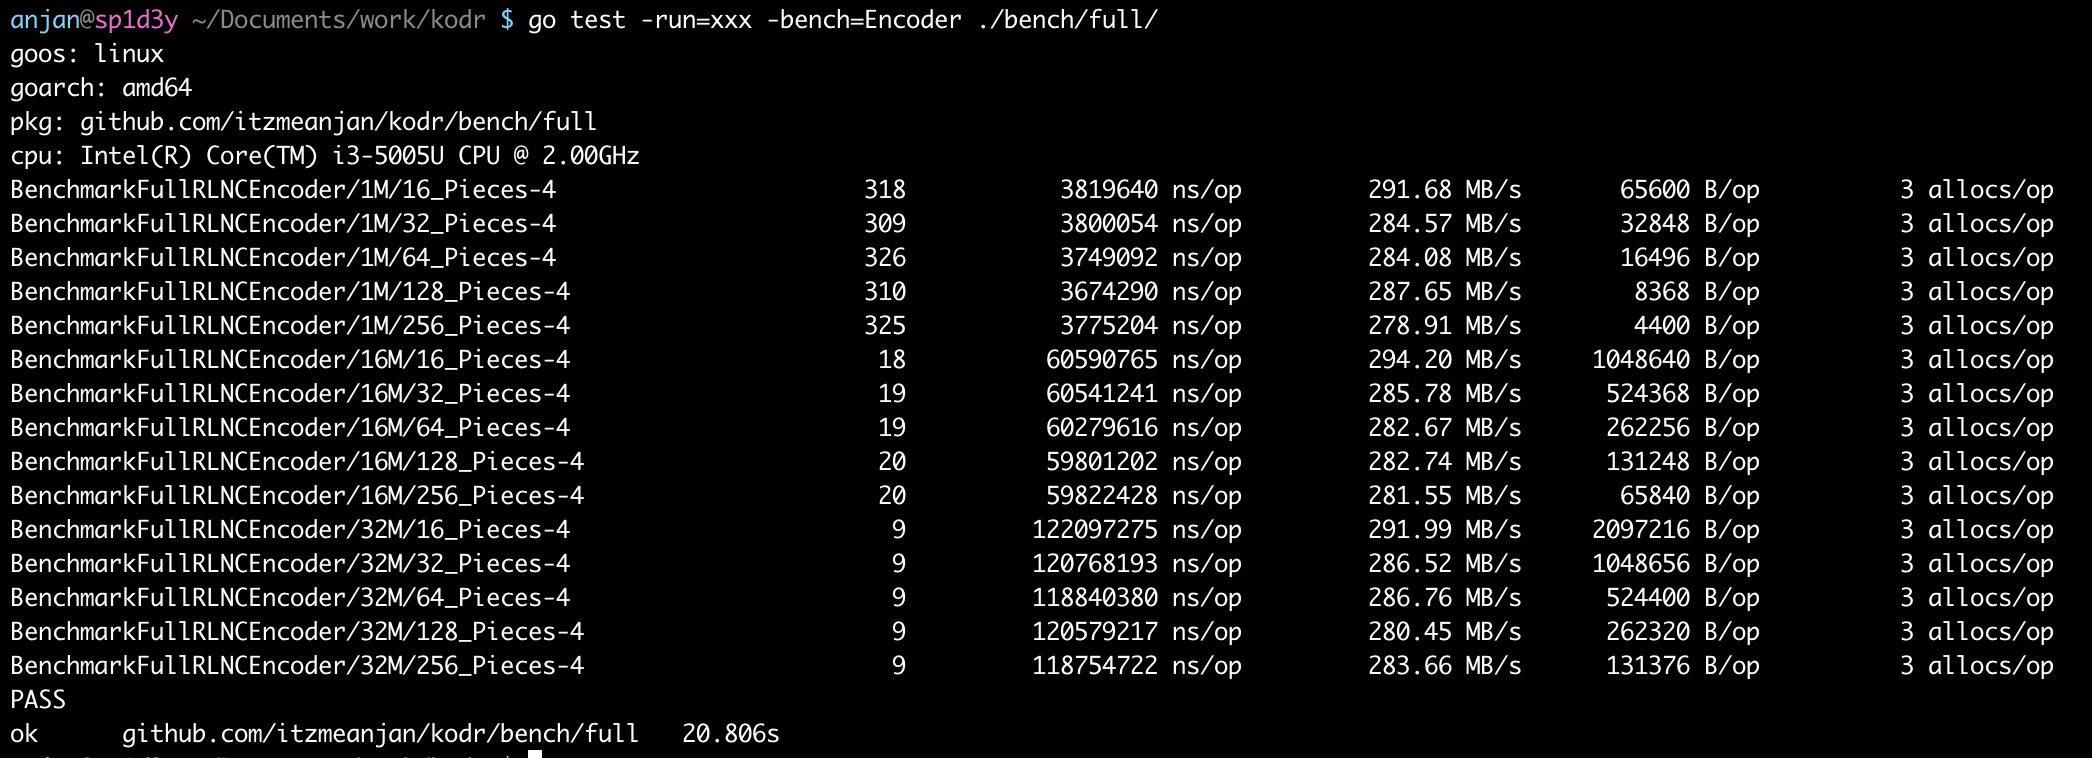 anjan@sp1d3y ~/Documents/work/kodr $ go test -run=xxx -bench=Encoder ./bench/full/
goos: linux
goarch: amd64
pkg: github.com/itzmeanjan/kodr/bench/full
cpu: Intel(R) Core(TM) i3-5005U CPU @ 2.00GHz
BenchmarkFullRLNCEncoder/1M/16_Pieces-4 318 3819640 ns/op 291.68 MB/s 65600 B/op 3 allocs/op
BenchmarkFullRLNCEncoder/1M/32_Pieces-4 309 3800054 ns/op 284.57 MB/s 32848 B/op 3 allocs/op
BenchmarkFullRLNCEncoder/1M/64_Pieces-4 326 3749092 ns/op 284.08 MB/s 16496 B/op 3 allocs/op
BenchmarkFullRLNCEncoder/1M/128_Pieces-4 310 3674290 ns/op 287.65 MB/s 8368 B/op 3 allocs/op
BenchmarkFullRLNCEncoder/1M/256_Pieces-4 325 3775204 ns/op 278.91 MB/s 4400 B/op 3 allocs/op
BenchmarkFullRLNCEncoder/16M/16_Pieces-4 18 60590765 ns/op 294.20 MB/s 1048640 B/op 3 allocs/op
BenchmarkFullRLNCEncoder/16M/32_Pieces-4 19 60541241 ns/op 285.78 MB/s 524368 B/op 3 allocs/op
BenchmarkFullRLNCEncoder/16M/64_Pieces-4 19 60279616 ns/op 282.67 MB/s 262256 B/op 3 allocs/op
BenchmarkFullRLNCEncoder/16M/128_Pieces-4 20 59801202 ns/op 282.74 MB/s 131248 B/op 3 allocs/op
BenchmarkFullRLNCEncoder/16M/256_Pieces-4 20 59822428 ns/op 281.55 MB/s 65840 B/op 3 allocs/op
BenchmarkFullRLNCEncoder/32M/16_Pieces-4 9 122097275 ns/op 291.99 MB/s 2097216 B/op 3 allocs/op
BenchmarkFullRLNCEncoder/32M/32_Pieces-4 9 120768193 ns/op 286.52 MB/s 1048656 B/op 3 allocs/op
BenchmarkFullRLNCEncoder/32M/64_Pieces-4 9 118840380 ns/op 286.76 MB/s 524400 B/op 3 allocs/op
BenchmarkFullRLNCEncoder/32M/128_Pieces-4 9 120579217 ns/op 280.45 MB/s 262320 B/op 3 allocs/op
BenchmarkFullRLNCEncoder/32M/256_Pieces-4 9 118754722 ns/op 283.66 MB/s 131376 B/op 3 allocs/op
PASS
ok github.com/itzmeanjan/kodr/bench/full 20.806s